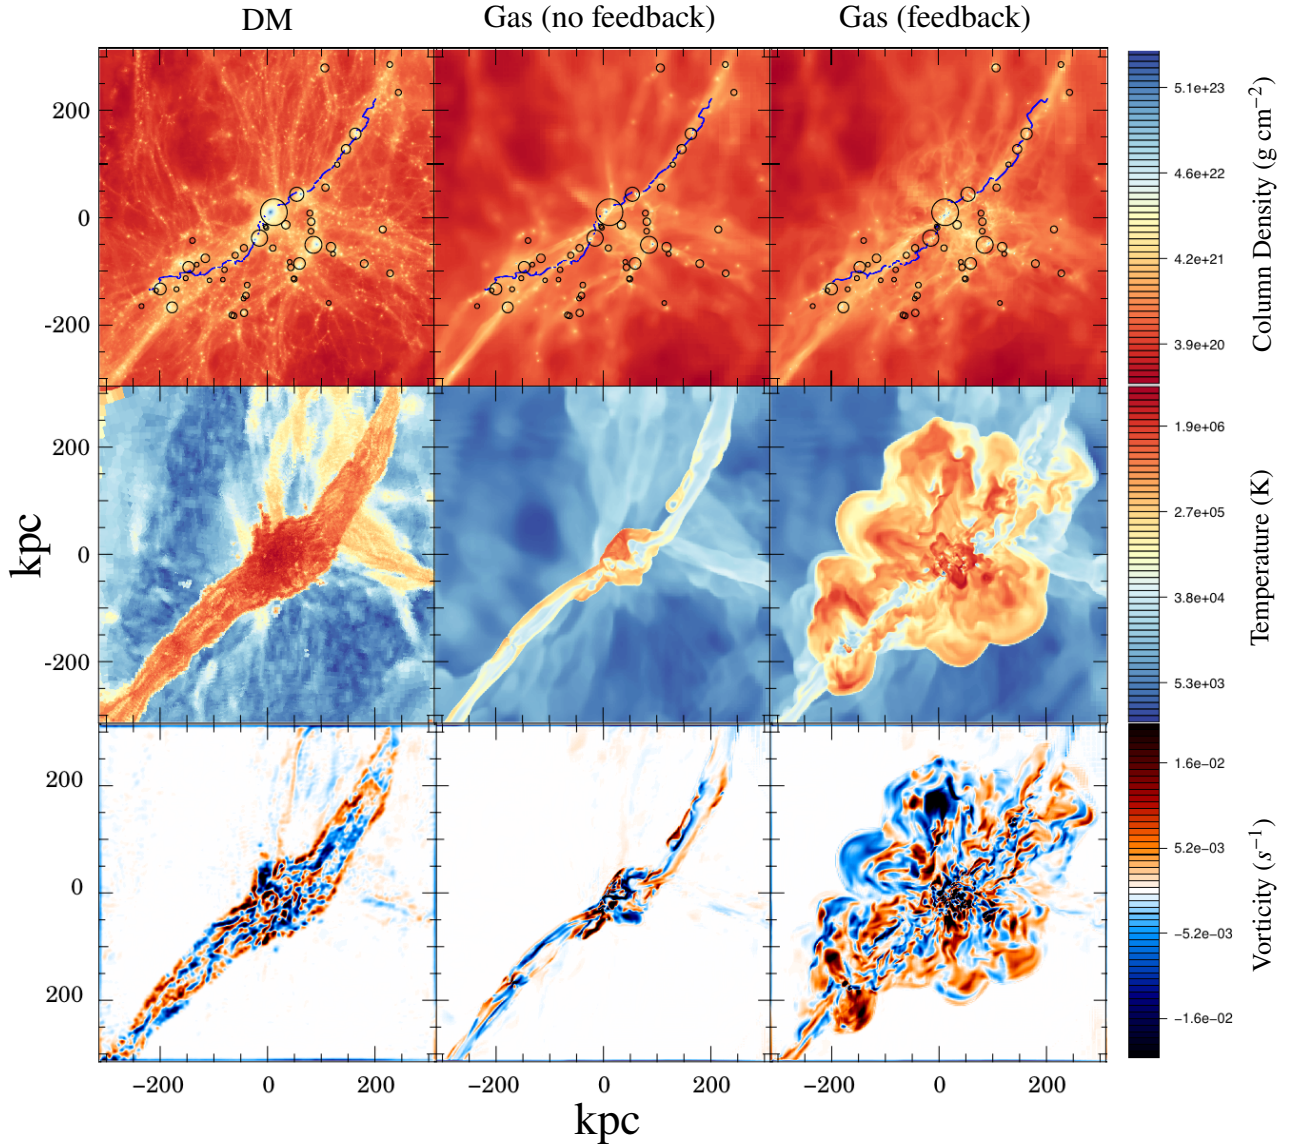 DM
Gas (no feedback)
Gas (feedback)
200
0
-200
200
0
-200
200
0
200
kpc
−200
0
200
−200
0
200
−200
0
200
kpc
5.1e+23
4.6e+22
4.2e+21
3.9e+20
Column Density (g cm−2)
1.9e+06
2.7e+05
3.8e+04
5.3e+03
Temperature (K)
1.6e−02
5.2e−03
−5.2e−03
−1.6e−02
Vorticity (s−1)